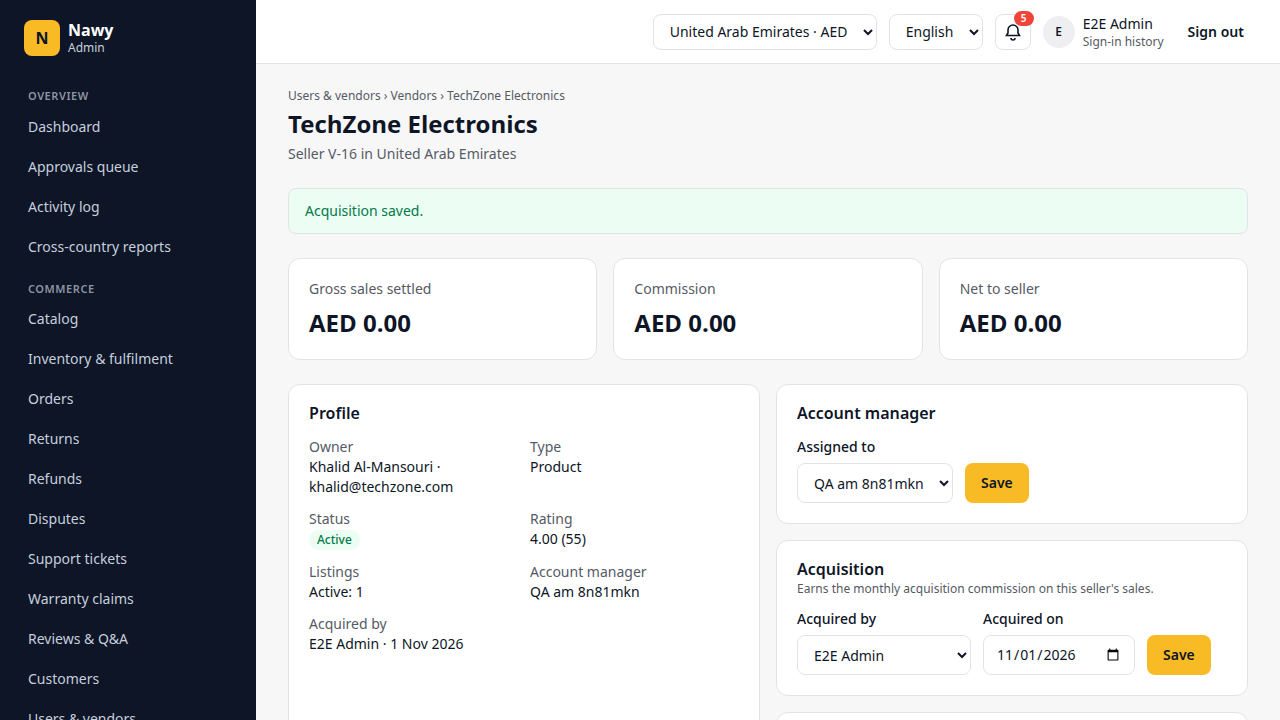 N
Nawy
Admin
OVERVIEW
Dashboard
Approvals queue
Activity log
Cross-country reports
COMMERCE
Catalog
Inventory & fulfilment
Orders
Returns
Refunds
Disputes
Support tickets
Warranty claims
Reviews & Q&A
Customers
Users & vendors
United Arab Emirates · AED
English
5
E
E2E Admin
Sign-in history
Sign out
Users & vendors › Vendors › TechZone Electronics
TechZone Electronics
Seller V-16 in United Arab Emirates
Acquisition saved.
Gross sales settled
AED 0.00
Commission
AED 0.00
Net to seller
AED 0.00
Profile
Owner
Khalid Al-Mansouri ·
khalid@techzone.com
Type
Product
Status
Active
Rating
4.00 (55)
Listings
Active: 1
Account manager
QA am 8n81mkn
Acquired by
E2E Admin · 1 Nov 2026
Account manager
Assigned to
QA am 8n81mkn
Save
Acquisition
Earns the monthly acquisition commission on this seller's sales.
Acquired by
E2E Admin
Acquired on
11/01/2026
Save